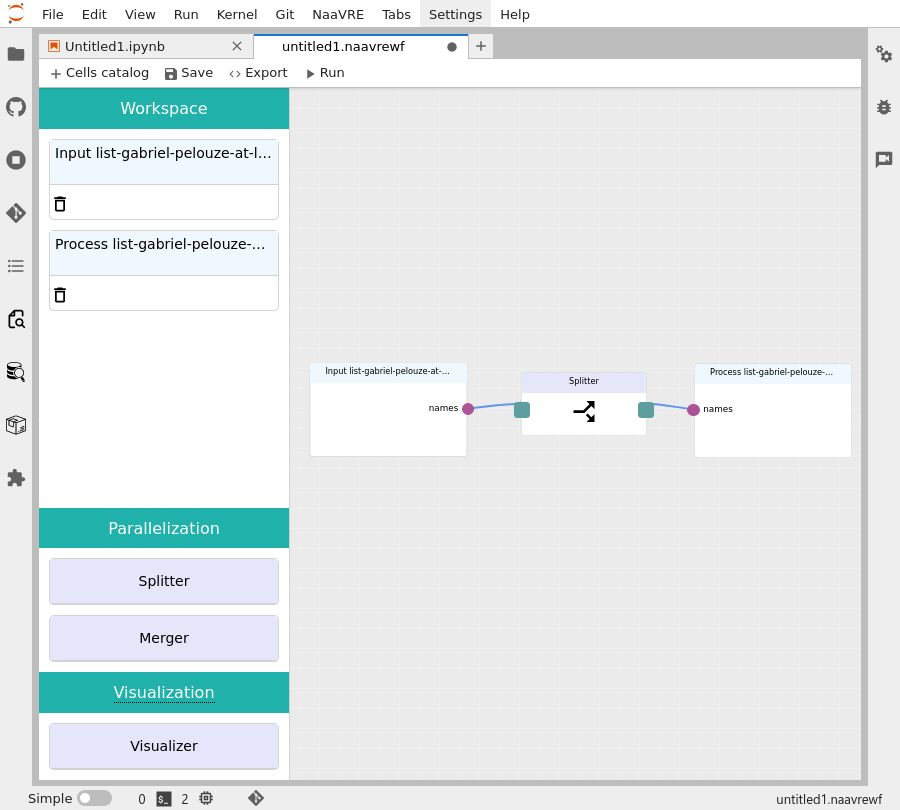 File Edit View Run Kernel Git NaaVRE Tabs Settings Help
Untitled1.ipynb untitled1.naavrewf
Cells catalog Save Export Run
Workspace
Input list-gabriel-pelouze-at-l...
Process list-gabriel-pelouze-...
Input list-gabriel-pelouze-at-...
names
Splitter
Process list-gabriel-pelouze-...
names
Parallelization
Splitter
Merger
Visualization
Visualizer
Simple 0 2 untitled1.naavrewf